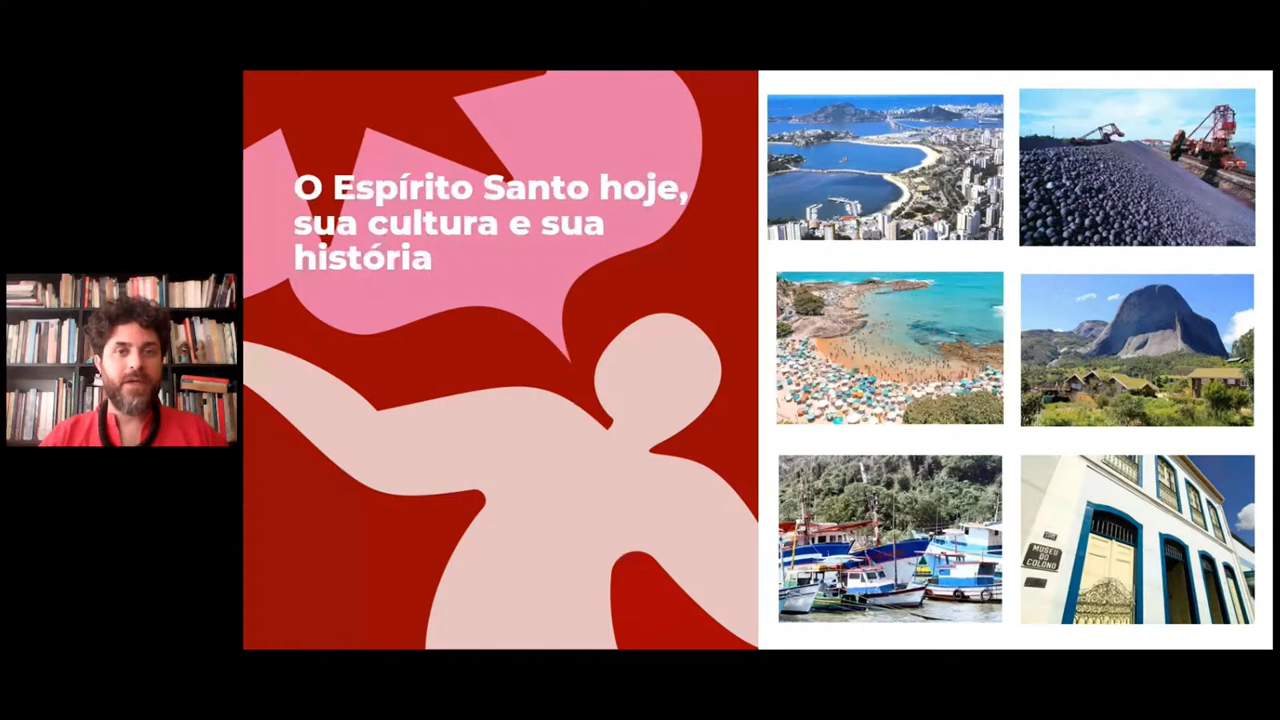 O Espírito Santo hoje,
sua cultura e sua
história
MUSEU
DO
COLONO